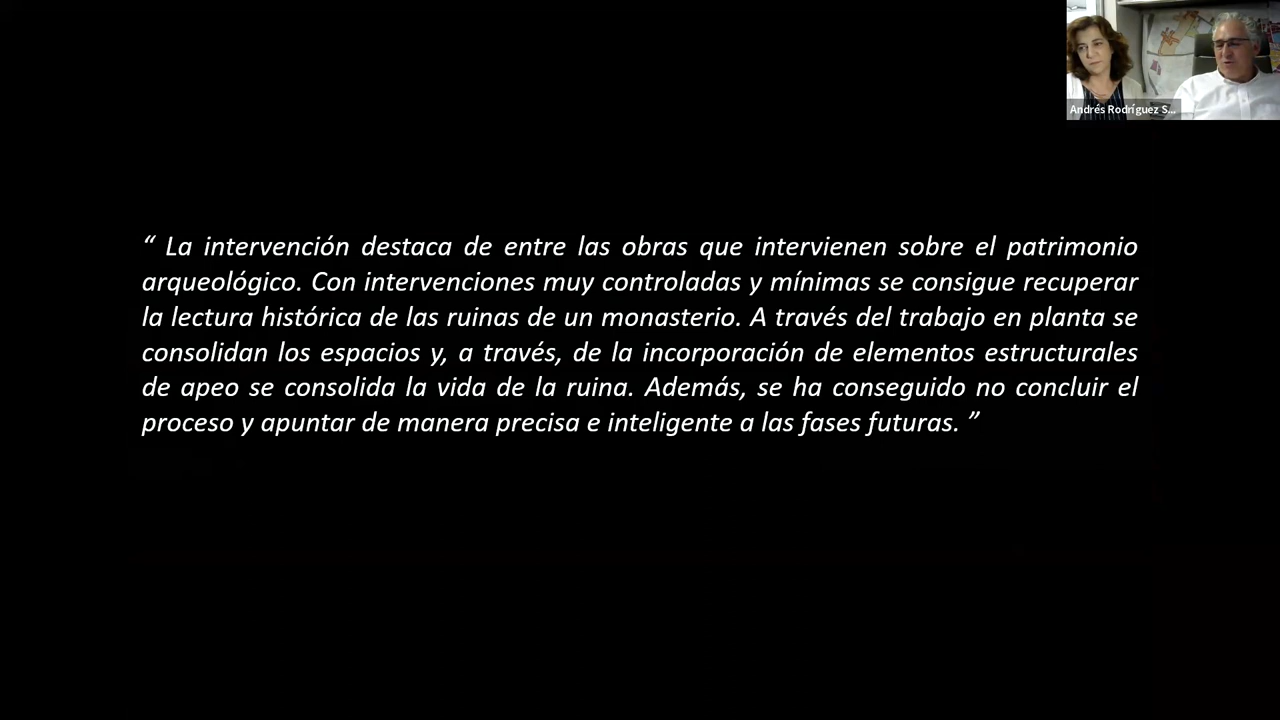 Andrés Rodríguez S...
“ La intervención destaca de entre las obras que intervienen sobre el patrimonio
arqueológico. Con intervenciones muy controladas y mínimas se consigue recuperar
la lectura histórica de las ruinas de un monasterio. A través del trabajo en planta se
consolidan los espacios y, a través, de la incorporación de elementos estructurales
de apeo se consolida la vida de la ruina. Además, se ha conseguido no concluir el
proceso y apuntar de manera precisa e inteligente a las fases futuras. ”